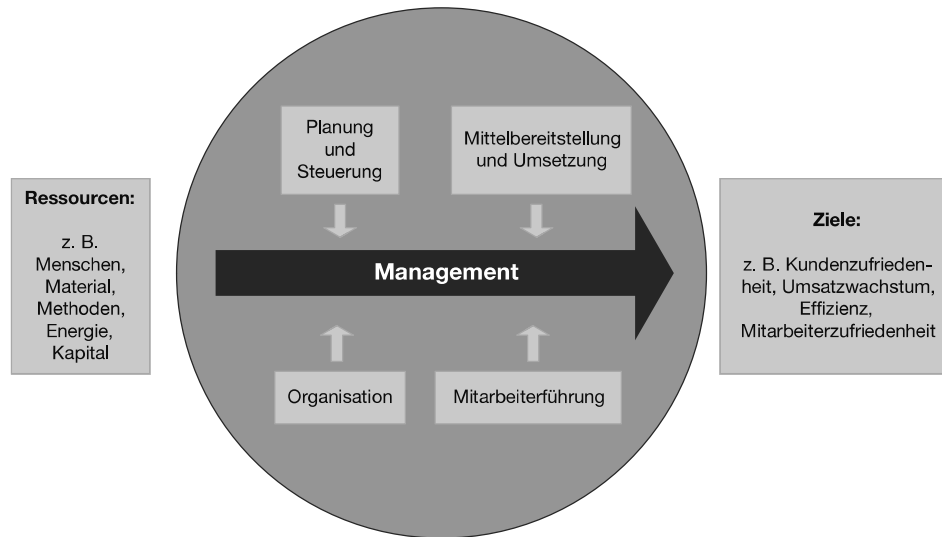 Planung
und
Steuerung
Mittelbereitstellung
und Umsetzung
Ressourcen:
z. B.
Menschen,
Material,
Methoden,
Energie,
Kapital
Management
Ziele:
z. B. Kundenzufrieden-
heit, Umsatzwachstum,
Effizienz,
Mitarbeiterzufriedenheit
Organisation
Mitarbeiterführung